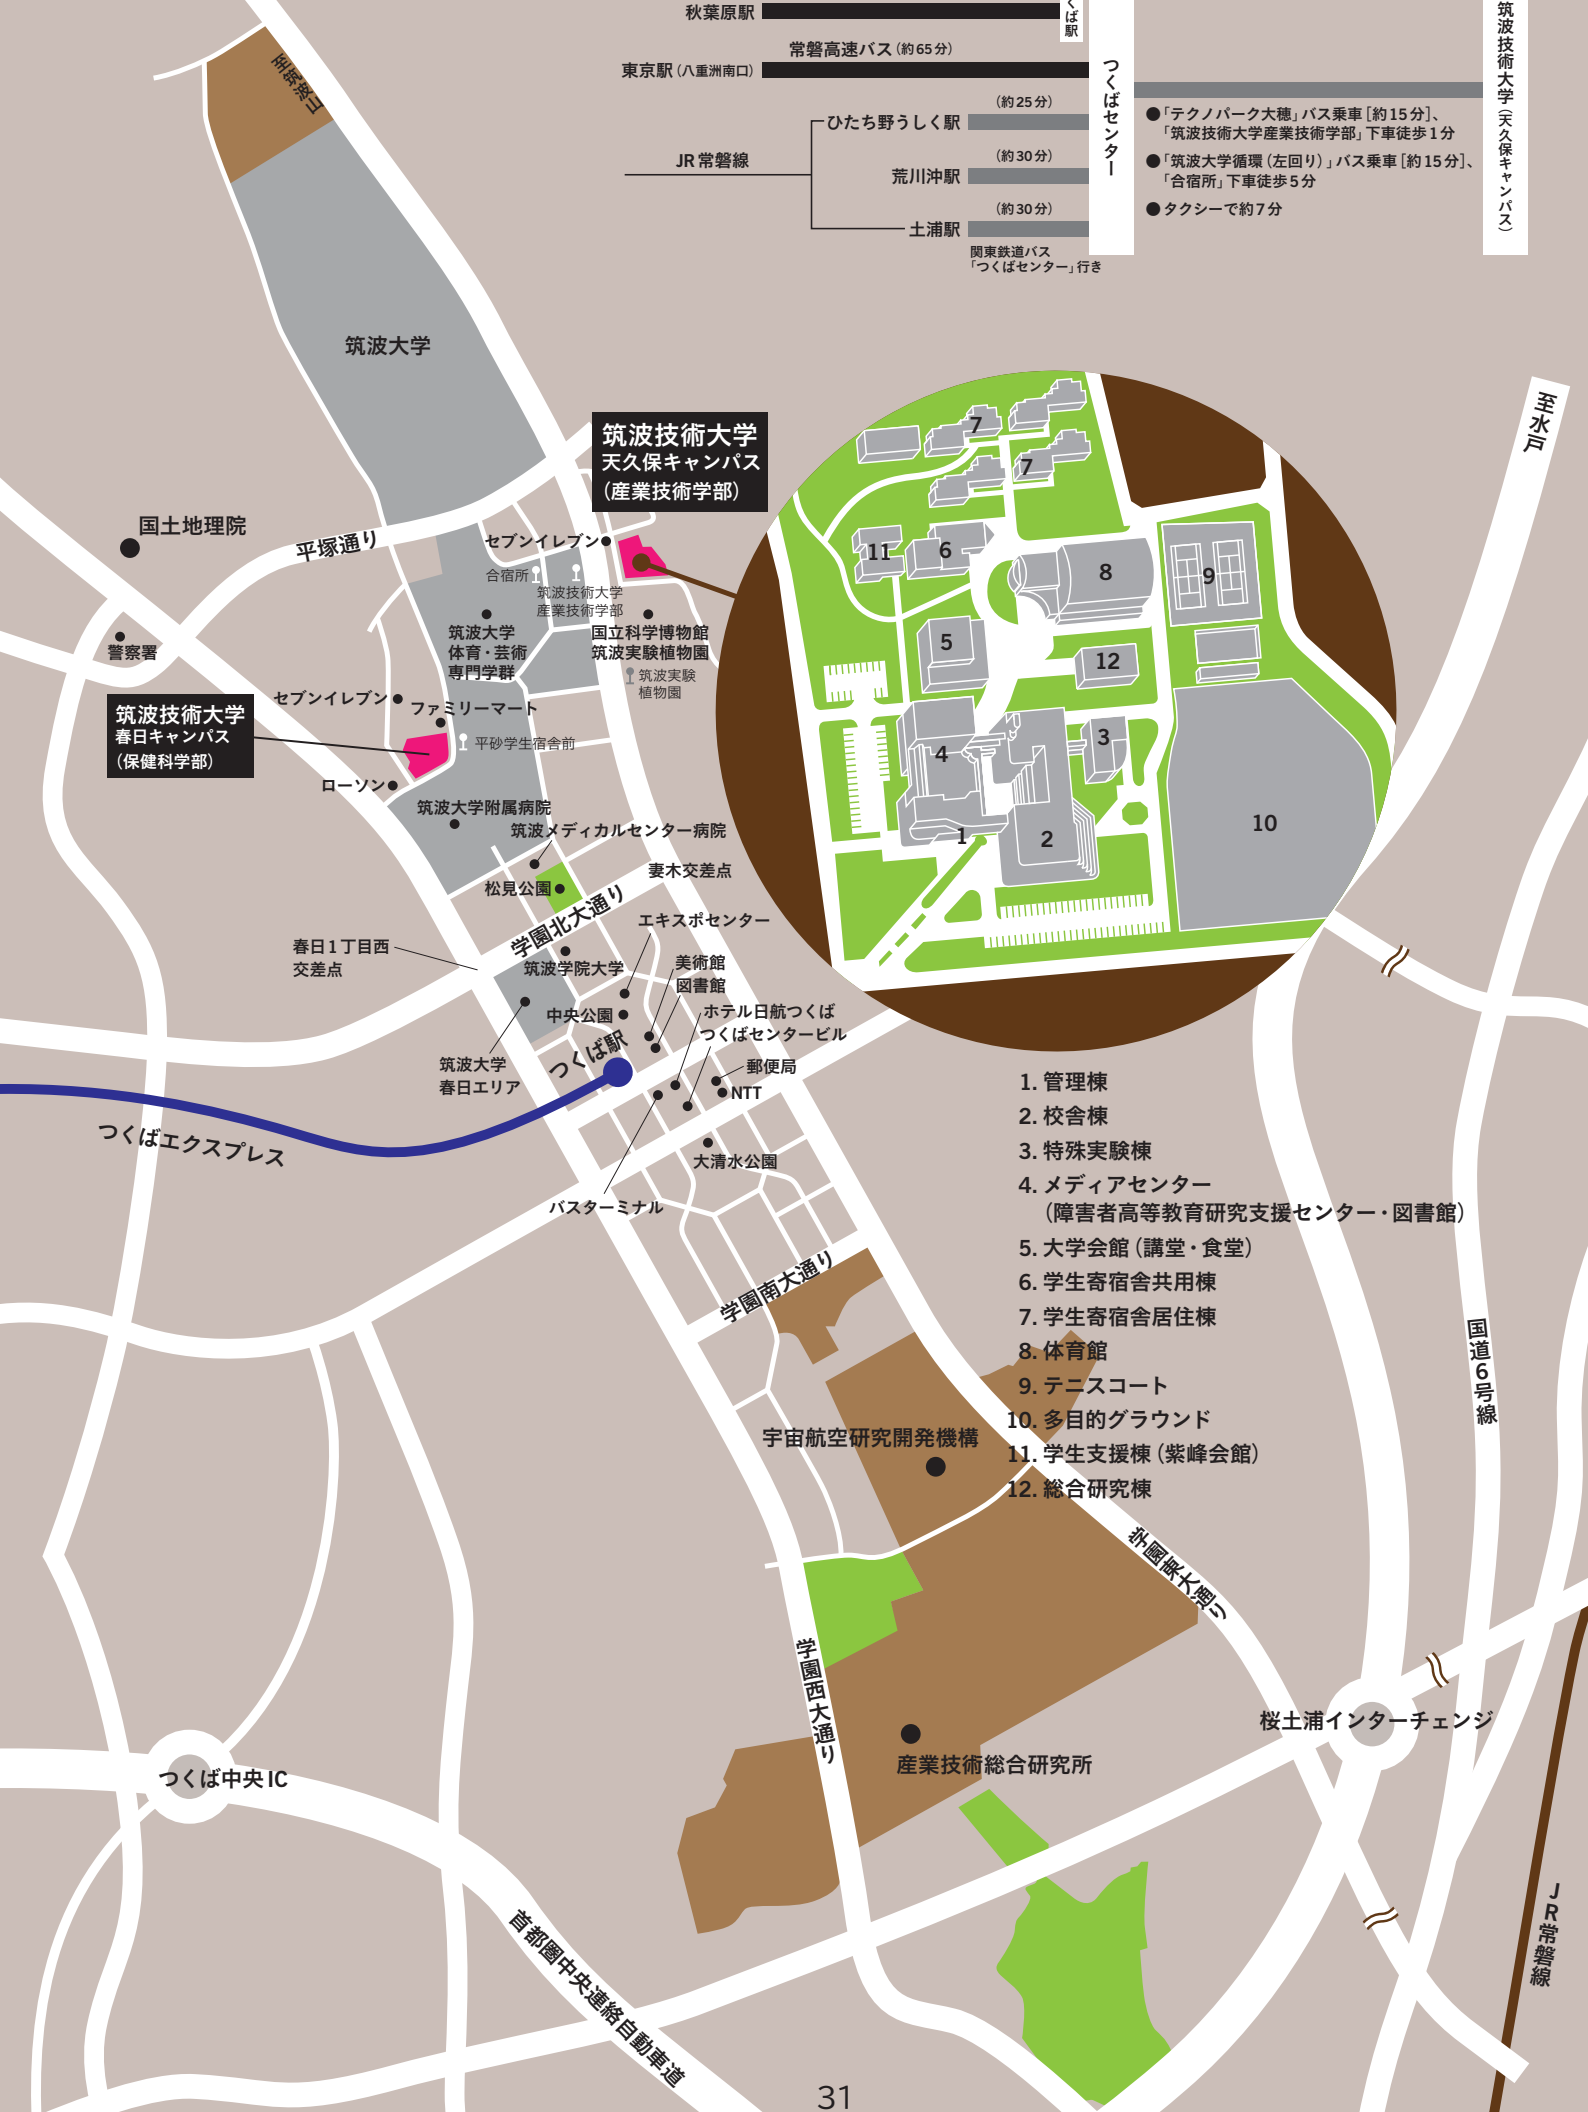 秋葉原駅
くば駅
常磐高速バス（約65分）
東京駅（八重洲南口）
つくばセンター
筑波技術大学（天久保キャンパス）
（約25分）
ひたち野うしく駅
JR常磐線
（約30分）
荒川沖駅
（約30分）
土浦駅
関東鉄道バス
「つくばセンター」行き
●「テクノパーク大穂」バス乗車［約15分］、
「筑波技術大学産業技術学部」下車徒歩1分
●「筑波大学循環（左回り）」バス乗車［約15分］、
「合宿所」下車徒歩5分
●タクシーで約7分
至筑波山
筑波大学
筑波技術大学
天久保キャンパス
（産業技術学部）
至水戸
国土地理院
平塚通り
セブンイレブン
合宿所
筑波技術大学
産業技術学部
警察署
筑波大学
体育・芸術
専門学群
国立科学博物館
筑波実験植物園
筑波実験
植物園
セブンイレブン
ファミリーマート
筑波技術大学
春日キャンパス
（保健科学部）
平砂学生宿舎前
ローソン
筑波大学附属病院
筑波メディカルセンター病院
妻木交差点
松見公園
学園北大通り
エキスポセンター
春日1丁目西
交差点
筑波学院大学
美術館
図書館
中央公園
ホテル日航つくば
つくばセンタービル
つくば駅
筑波大学
春日エリア
郵便局
NTT
つくばエクスプレス
大清水公園
バスターミナル
学園南大通り
7
7
11
6
8
9
5
12
4
3
1
2
10
1. 管理棟
2. 校舎棟
3. 特殊実験棟
4. メディアセンター
（障害者高等教育研究支援センター・図書館）
5. 大学会館（講堂・食堂）
6. 学生寄宿舎共用棟
7. 学生寄宿舎居住棟
8. 体育館
9. テニスコート
10. 多目的グラウンド
11. 学生支援棟（紫峰会館）
12. 総合研究棟
国道6号線
宇宙航空研究開発機構
学園東大通り
学園西大通り
桜土浦インターチェンジ
産業技術総合研究所
つくば中央IC
首都圏中央連絡自動車道
JR常磐線
31